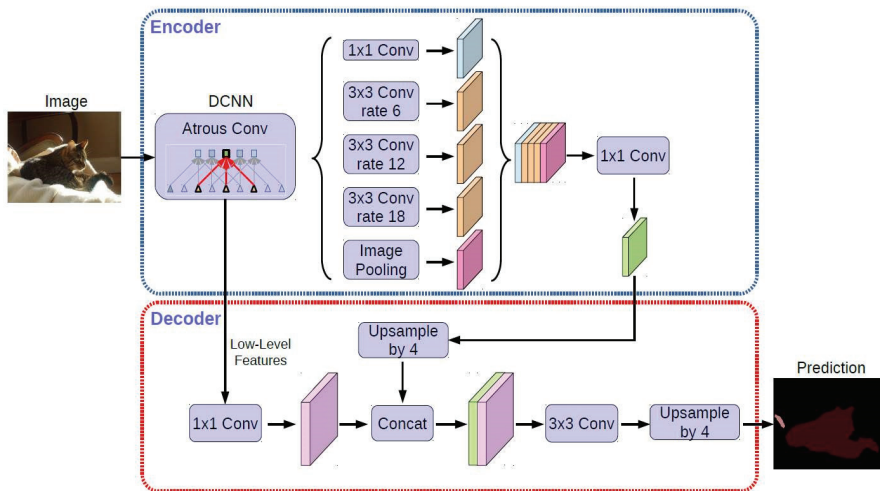 Encoder
Image
DCNN
Atrous Conv
1x1 Conv
3x3 Conv
rate 6
3x3 Conv
rate 12
3x3 Conv
rate 18
Image
Pooling
1x1 Conv
Decoder
Low-Level
Features
Upsample
by 4
1x1 Conv
Concat
3x3 Conv
Upsample
by 4
Prediction